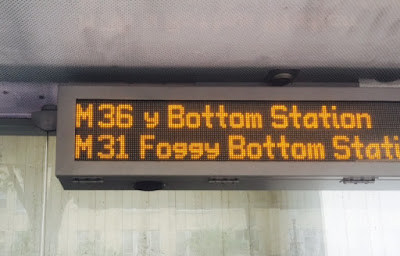 M36 y Bottom Station
M31 Foggy Bottom Stati